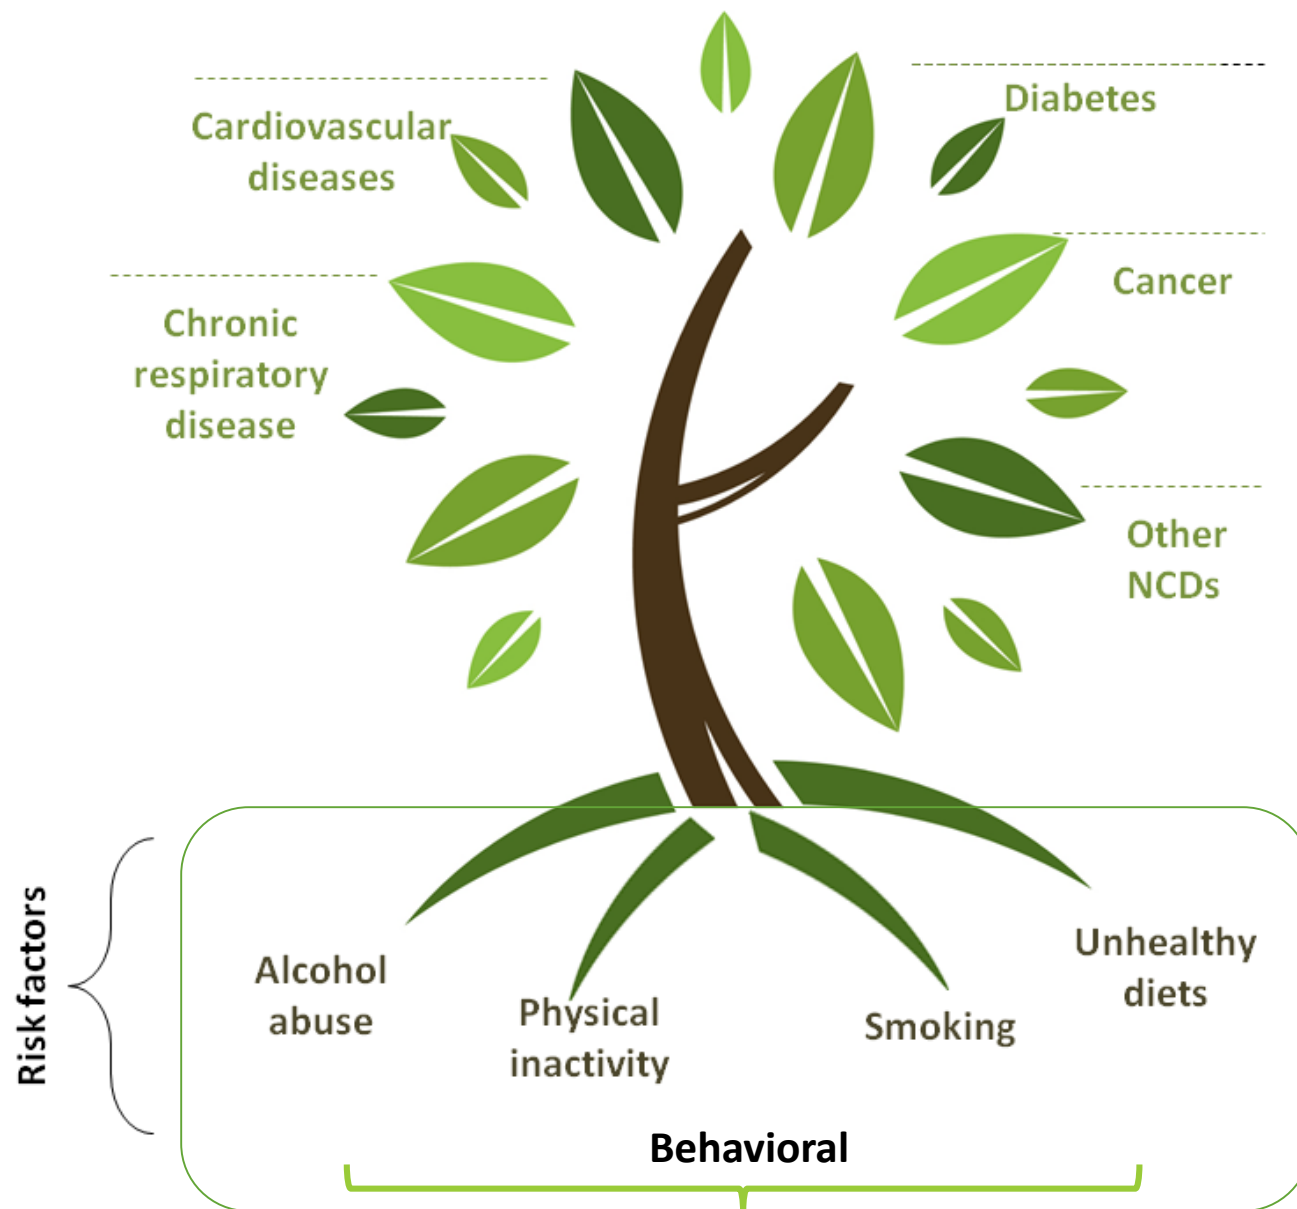 Cardiovascular
diseases
Diabetes
Cancer
Chronic
respiratory
disease
Other
NCDs
Risk factors
Alcohol
abuse
Physical
inactivity
Smoking
Unhealthy
diets
Behavioral